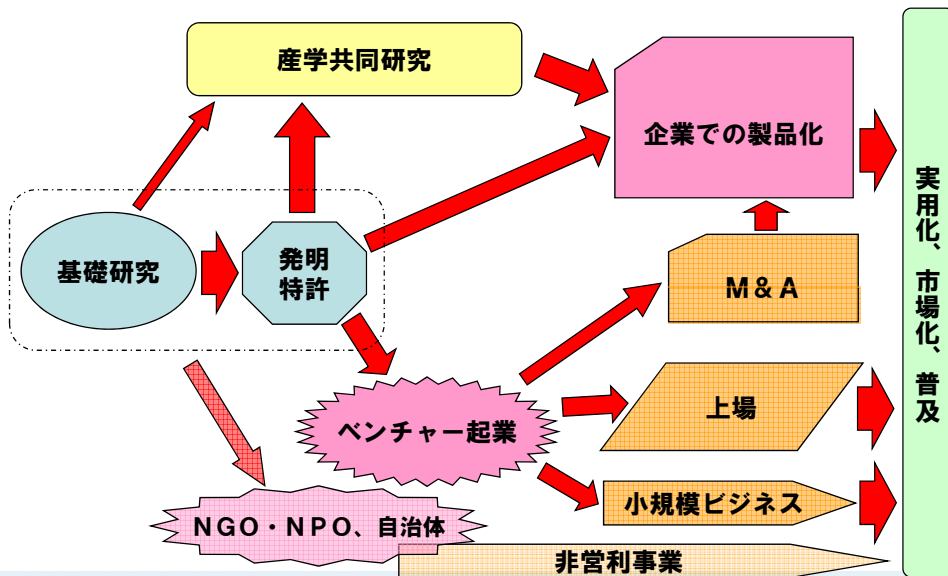 産学共同研究
企業での製品化
基礎研究
発明
特許
M&A
ベンチャー起業
上場
小規模ビジネス
NGO・NPO、自治体
非営利事業
実用化、市場化、普及